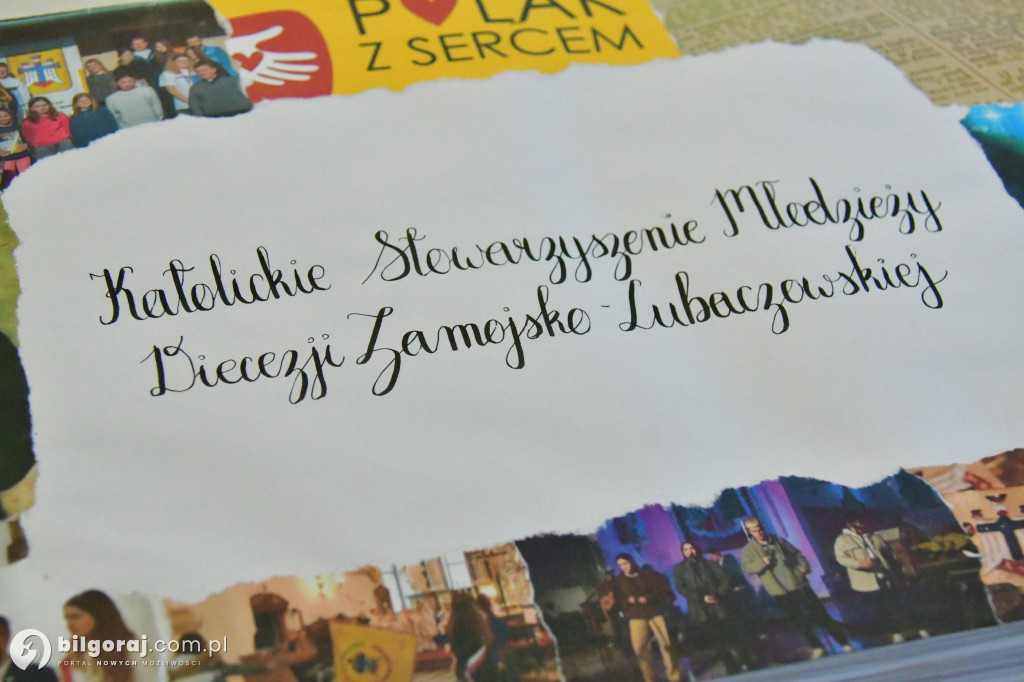 POLAK
Z SERCEM
Katolickie Stowarzyszenie Młodzieży
Diecezji Zamojsko-Lubaczowskiej
bilgoraj.com.pl
PORTAL NOWYCH MOŻLIWOŚCI